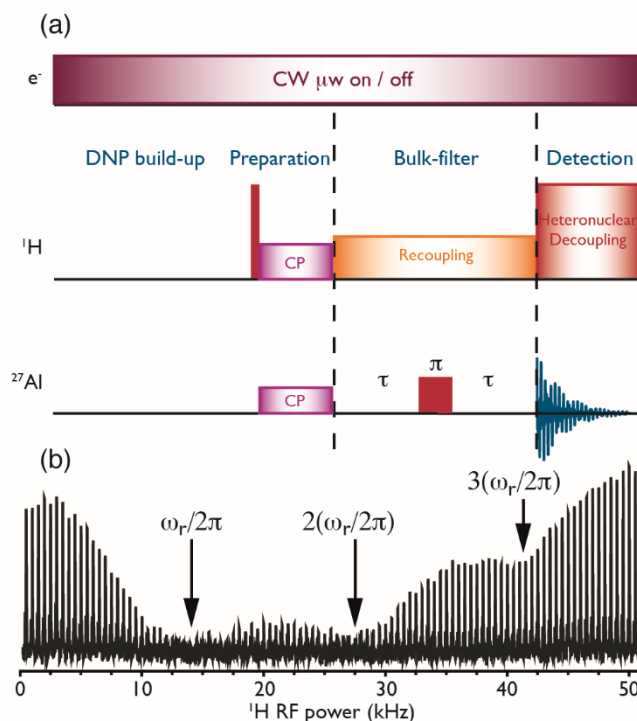 (a)
e-
CW μw on / off
DNP build-up Preparation Bulk-filter Detection
¹H
CP
Recoupling
Heteronuclear
Decoupling
²⁷Al
CP
τ π τ
(b)
ωr/2π
2(ωr/2π)
3(ωr/2π)
0 10 20 30 40 50
¹H RF power (kHz)